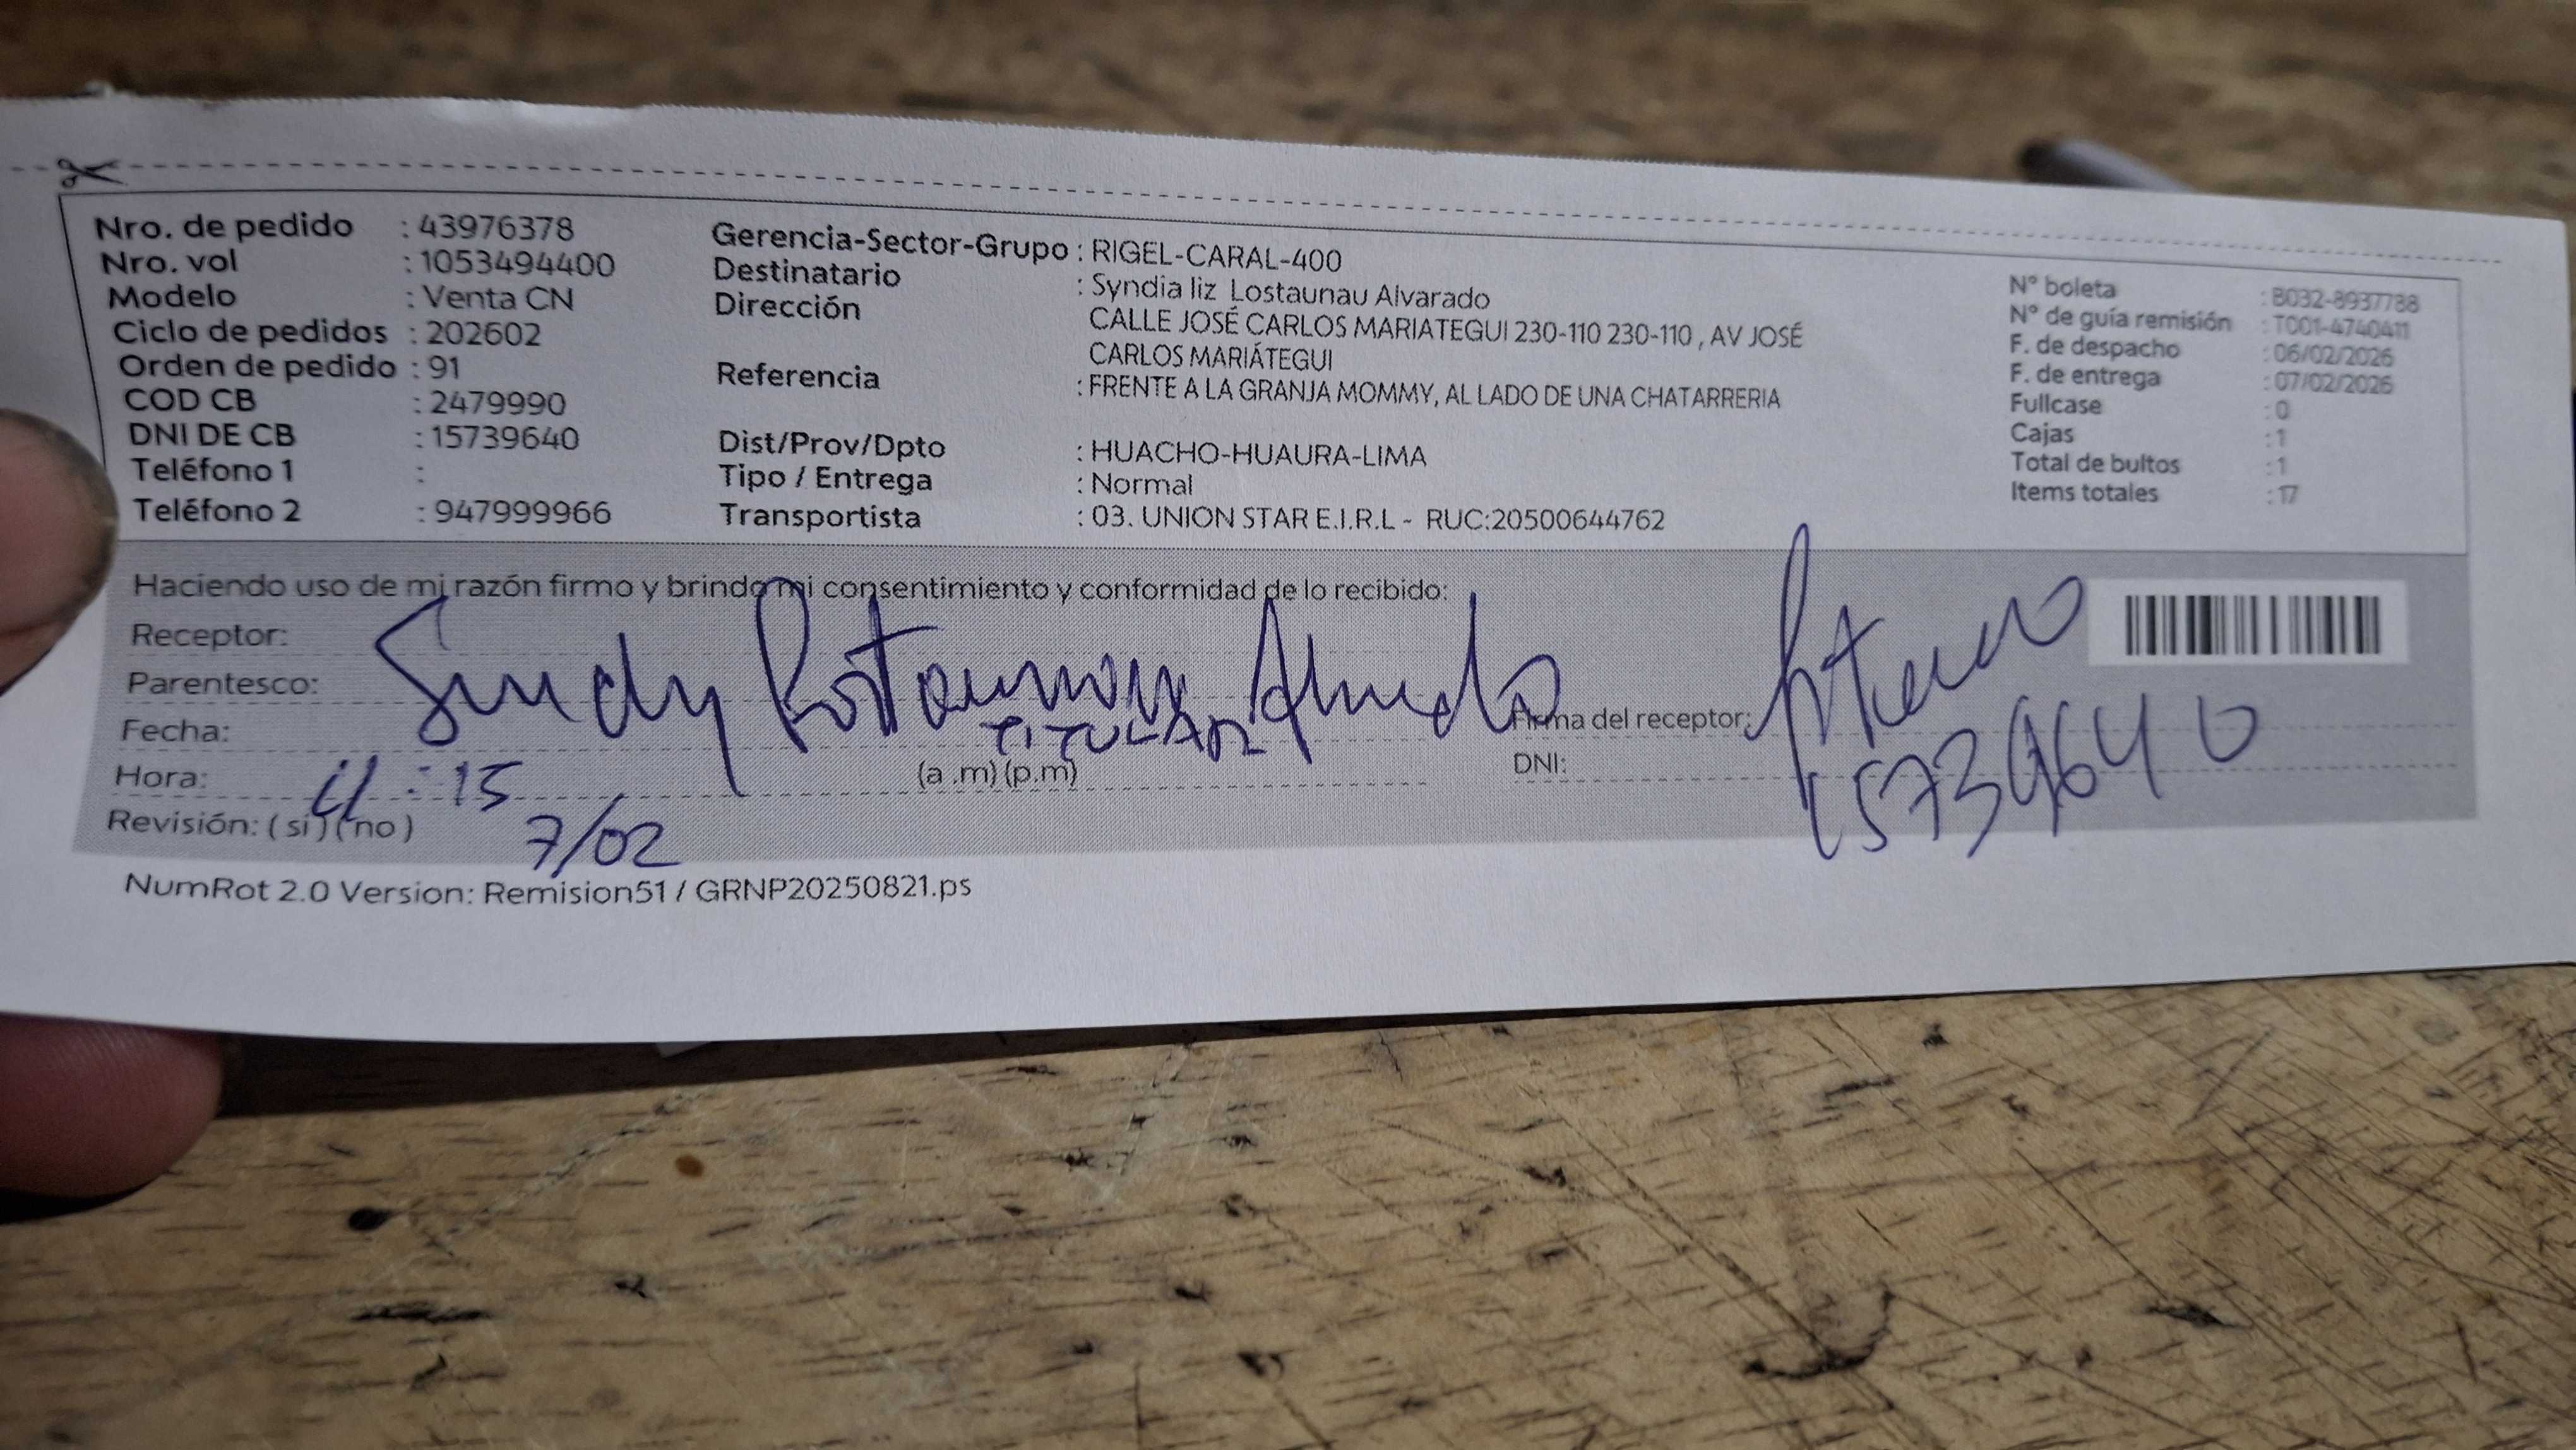 Nro. de pedido : 43976378
Nro. vol : 1053494400
Modelo : Venta CN
Ciclo de pedidos : 202602
Orden de pedido : 91
COD CB : 2479990
DNI DE CB : 15739640
Teléfono 1 :
Teléfono 2 : 947999966
Gerencia-Sector-Grupo : RIGEL-CARAL-400
Destinatario : Syndia liz Lostaunau Alvarado
Dirección CALLE JOSÉ CARLOS MARIATEGUI 230-110 230-110 , AV JOSÉ
CARLOS MARIÁTEGUI
Referencia : FRENTE A LA GRANJA MOMMY, AL LADO DE UNA CHATARRERIA
Dist/Prov/Dpto : HUACHO-HUAURA-LIMA
Tipo / Entrega : Normal
Transportista : 03. UNION STAR E.I.R.L - RUC:20500644762
N° boleta : B032-8937788
N° de guía remisión : T001-4740411
F. de despacho : 06/02/2026
F. de entrega : 07/02/2026
Fullcase : 0
Cajas : 1
Total de bultos : 1
Items totales : 17
Haciendo uso de mi razón firmo y brindo mi consentimiento y conformidad de lo recibido:
Receptor:
Parentesco: TITULAR
Fecha:
Hora: 11:15 (a .m) (p.m)
Revisión: ( si ) ( no ) 7/02
Firma del receptor:
DNI: 15739640
NumRot 2.0 Version: Remision51 / GRNP20250821.ps